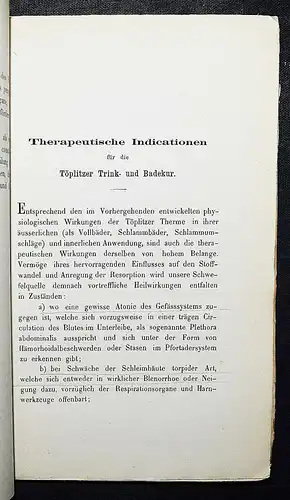 Therapeutische Indicationen
für die
Töplitzer Trink- und Badekur.
Entsprechend den im Vorhergehenden entwickelten phy-
siologischen Wirkungen der Töplitzer Therme in ihrer
äusserlichen (als Vollbäder, Schlammbäder, Schlammum-
schläge) und innerlichen Anwendung, sind auch die thera-
peutischen Wirkungen derselben von hohem Belange.
Vermöge ihres hervorragenden Einflusses auf den Stoff-
wandel und Anregung der Resorption wird unsere Schwe-
felquelle demnach vortreffliche Heilwirkungen entfalten
in Zuständen:
a) wo eine gewisse Atonie des Gefässsystems zu-
gegen ist, welche sich vorzugsweise in einer trägen Cir-
culation des Blutes im Unterleibe, als sogenannte Plethora
abdominalis ausspricht und sich unter der Form von
Hämorhoidalbeschwerden oder Stasen im Pfortadersystem
zu erkennen gibt;
b) bei Schwäche der Schleimhäute torpider Art,
welche sich entweder in wirklicher Blenorrhoe oder Nei-
gung dazu, vorzüglich der Respirationsorgane und Harn-
werkzeuge offenbart;